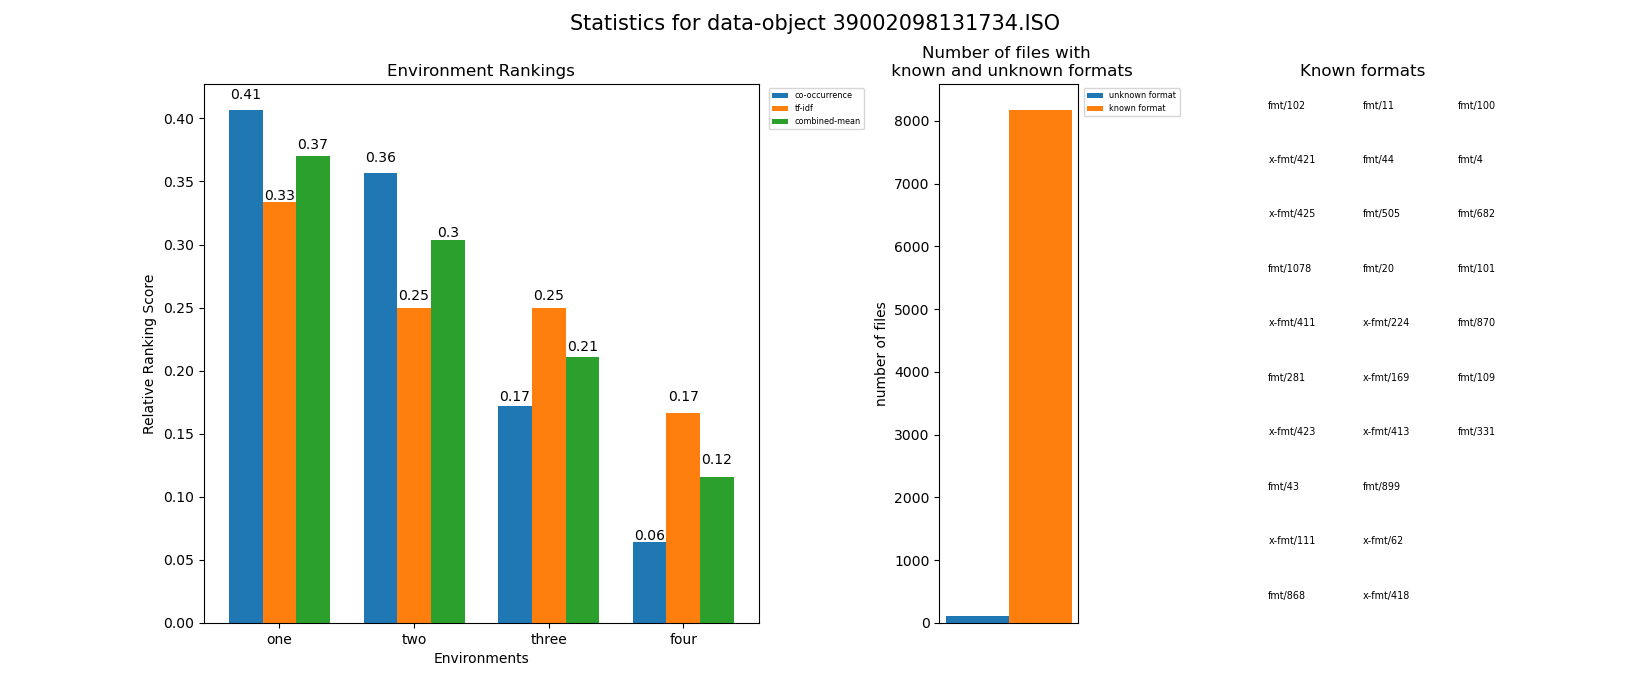 Statistics for data-object 39002098131734.ISO
Environment Rankings
0.41
0.33
0.37
0.36
0.25
0.3
0.17
0.25
0.21
0.06
0.17
0.12
0.40
0.35
0.30
0.25
0.20
0.15
0.10
0.05
0.00
Relative Ranking Score
one two three four
Environments
co-occurrence
tf-idf
combined-mean
Number of files with
known and unknown formats
8000
7000
6000
5000
4000
3000
2000
1000
0
number of files
unknown format
known format
Known formats
fmt/102 fmt/11 fmt/100
x-fmt/421 fmt/44 fmt/4
x-fmt/425 fmt/505 fmt/682
fmt/1078 fmt/20 fmt/101
x-fmt/411 x-fmt/224 fmt/870
fmt/281 x-fmt/169 fmt/109
x-fmt/423 x-fmt/413 fmt/331
fmt/43 fmt/899
x-fmt/111 x-fmt/62
fmt/868 x-fmt/418